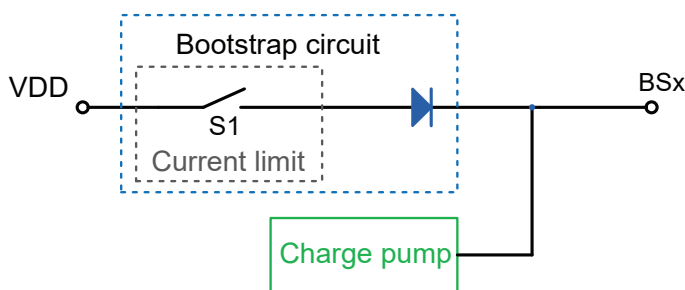 Bootstrap circuit
VDD
BSx
S1
Current limit
Charge pump